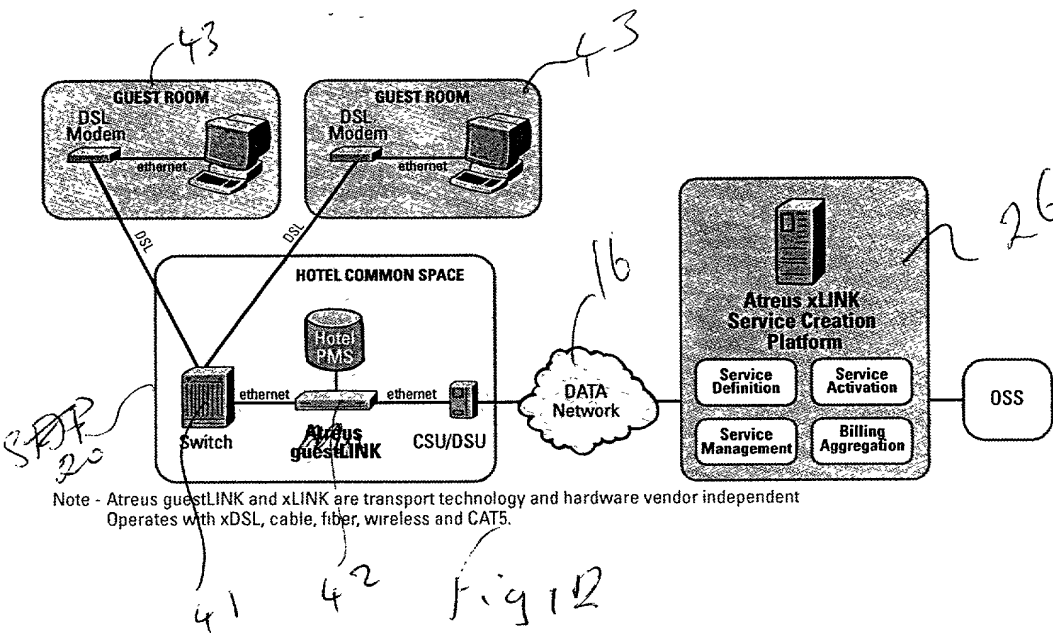 43
43
GUEST ROOM
DSL
Modem
ethernet
GUEST ROOM
DSL
Modem
ethernet
DSL
DSL
HOTEL COMMON SPACE
Hotel
PMS
ethernet
ethernet
Switch
Atreus
guestLINK
CSU/DSU
16
DATA
Network
26
Atreus xLINK
Service Creation
Platform
Service
Definition
Service
Activation
Service
Management
Billing
Aggregation
OSS
20
Note - Atreus guestLINK and xLINK are transport technology and hardware vendor independent
Operates with xDSL, cable, fiber, wireless and CAT5.
41
42
Fig 12